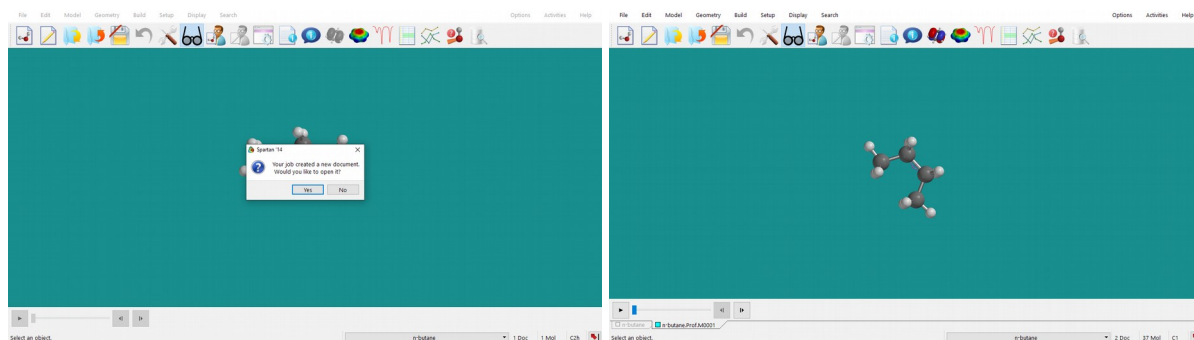 File Edit Model Geometry Build Setup Display Search Options Activities Help
Spartan '14
Your job created a new document.
Would you like to open it?
Yes No
Select an object. n-butane 1 Doc 1 Mol C2h
File Edit Model Geometry Build Setup Display Search Options Activities Help
n-butane n-butane.Prof.M0001
Select an object. n-butane 2 Doc 37 Mol C1